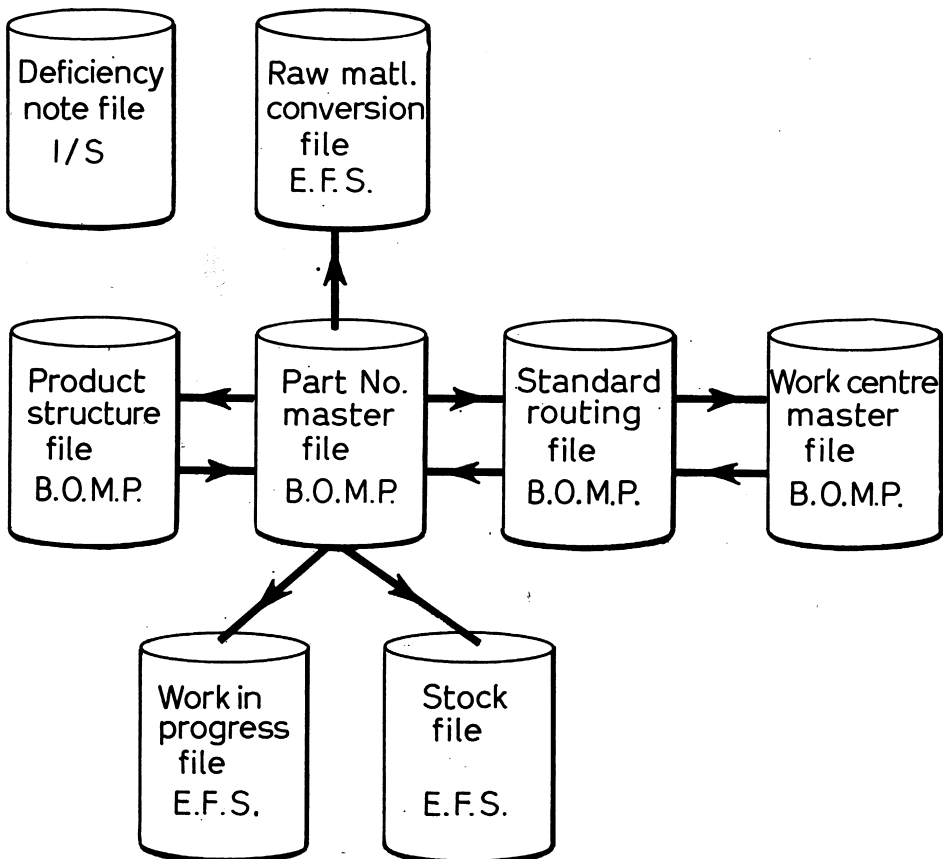 Deficiency
note file
I/S
Raw matl.
conversion
file
E.F.S.
Product
structure
file
B.O.M.P.
Part No.
master
file
B.O.M.P.
Standard
routing
file
B.O.M.P.
Work centre
master
file
B.O.M.P.
Work in
progress
file
E.F.S.
Stock
file
E.F.S.